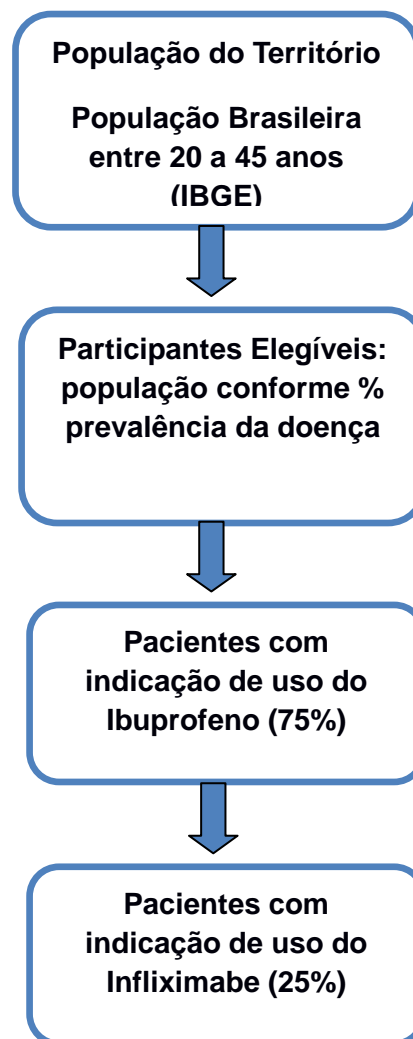 População do Território
População Brasileira
entre 20 a 45 anos
(IBGE)
Participantes Elegíveis:
população conforme %
prevalência da doença
Pacientes com
indicação de uso do
Ibuprofeno (75%)
Pacientes com
indicação de uso do
Infliximabe (25%)